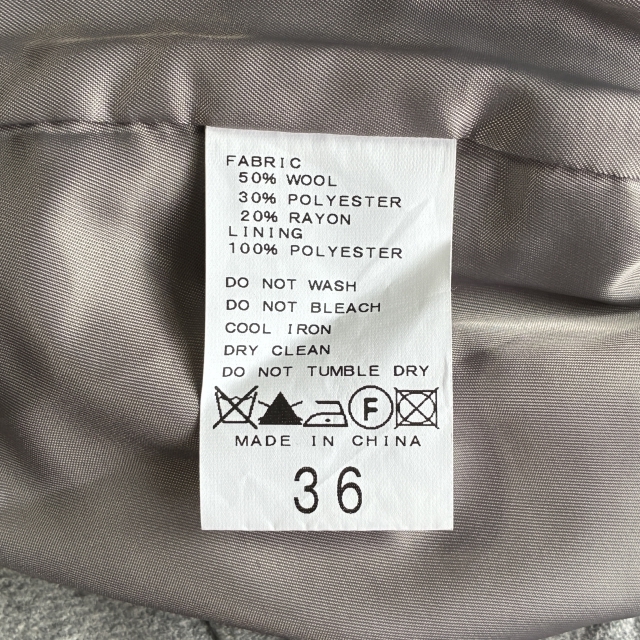 FABRIC
50% WOOL
30% POLYESTER
20% RAYON
LINING
100% POLYESTER
DO NOT WASH
DO NOT BLEACH
COOL IRON
DRY CLEAN
DO NOT TUMBLE DRY
F
MADE IN CHINA
36